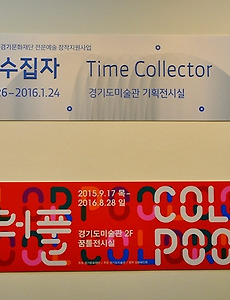 경기문화재단 전문예술 창작지원사업
수집자
Time Collector
26–2016.1.24
경기도미술관 기획전시실
러풀
2015.9.17 목–
2016.8.28 일
경기도미술관 2F
꿈틀전시실
COLO
POO